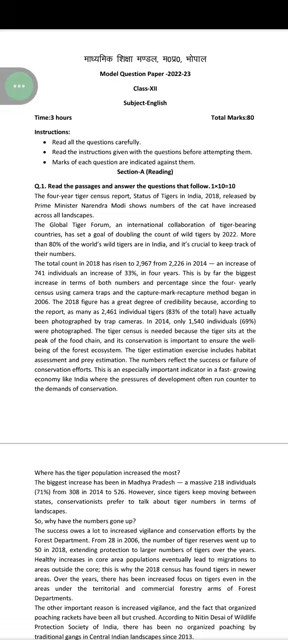 माध्यमिक शिक्षा मण्डल, म0प्र0, भोपाल
Model Question Paper -2022-23
Class-XII
Subject-English
Time:3 hours Total Marks:80
Instructions:
• Read all the questions carefully.
• Read the instructions given with the questions before attempting them.
• Marks of each question are indicated against them.
Section-A (Reading)
Q.1. Read the passages and answer the questions that follow. 1×10=10
The four-year tiger census report, Status of Tigers in India, 2018, released by
Prime Minister Narendra Modi shows numbers of the cat have increased
across all landscapes.
The Global Tiger Forum, an international collaboration of tiger-bearing
countries, has set a goal of doubling the count of wild tigers by 2022. More
than 80% of the world's wild tigers are in India, and it's crucial to keep track of
their numbers.
The total count in 2018 has risen to 2,967 from 2,226 in 2014 — an increase of
741 individuals an increase of 33%, in four years. This is by far the biggest
increase in terms of both numbers and percentage since the four- yearly
census using camera traps and the capture-mark-recapture method began in
2006. The 2018 figure has a great degree of credibility because, according to
the report, as many as 2,461 individual tigers (83% of the total) have actually
been photographed by trap cameras. In 2014, only 1,540 individuals (69%)
were photographed. The tiger census is needed because the tiger sits at the
peak of the food chain, and its conservation is important to ensure the well-
being of the forest ecosystem. The tiger estimation exercise includes habitat
assessment and prey estimation. The numbers reflect the success or failure of
conservation efforts. This is an especially important indicator in a fast- growing
economy like India where the pressures of development often run counter to
the demands of conservation.
Where has the tiger population increased the most?
The biggest increase has been in Madhya Pradesh — a massive 218 individuals
(71%) from 308 in 2014 to 526. However, since tigers keep moving between
states, conservationists prefer to talk about tiger numbers in terms of
landscapes.
So, why have the numbers gone up?
The success owes a lot to increased vigilance and conservation efforts by the
Forest Department. From 28 in 2006, the number of tiger reserves went up to
50 in 2018, extending protection to larger numbers of tigers over the years.
Healthy increases in core area populations eventually lead to migrations to
areas outside the core; this is why the 2018 census has found tigers in newer
areas. Over the years, there has been increased focus on tigers even in the
areas under the territorial and commercial forestry arms of Forest
Departments.
The other important reason is increased vigilance, and the fact that organized
poaching rackets have been all but crushed. According to Nitin Desai of Wildlife
Protection Society of India, there has been no organized poaching by
traditional gangs in Central Indian landscapes since 2013.